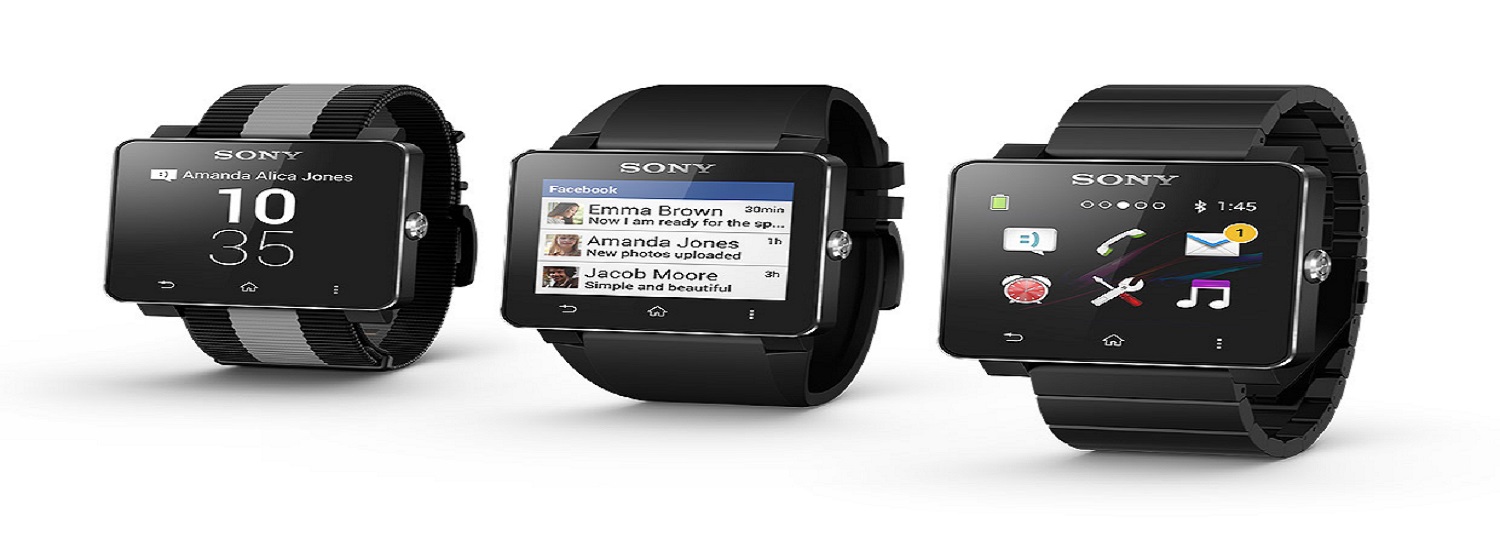 SONY
Amanda Alica Jones
10
35
SONY
Facebook
Emma Brown 30min
Now I am ready for the sp...
Amanda Jones 1h
New photos uploaded
Jacob Moore 3h
Simple and beautiful
SONY
1:45
1